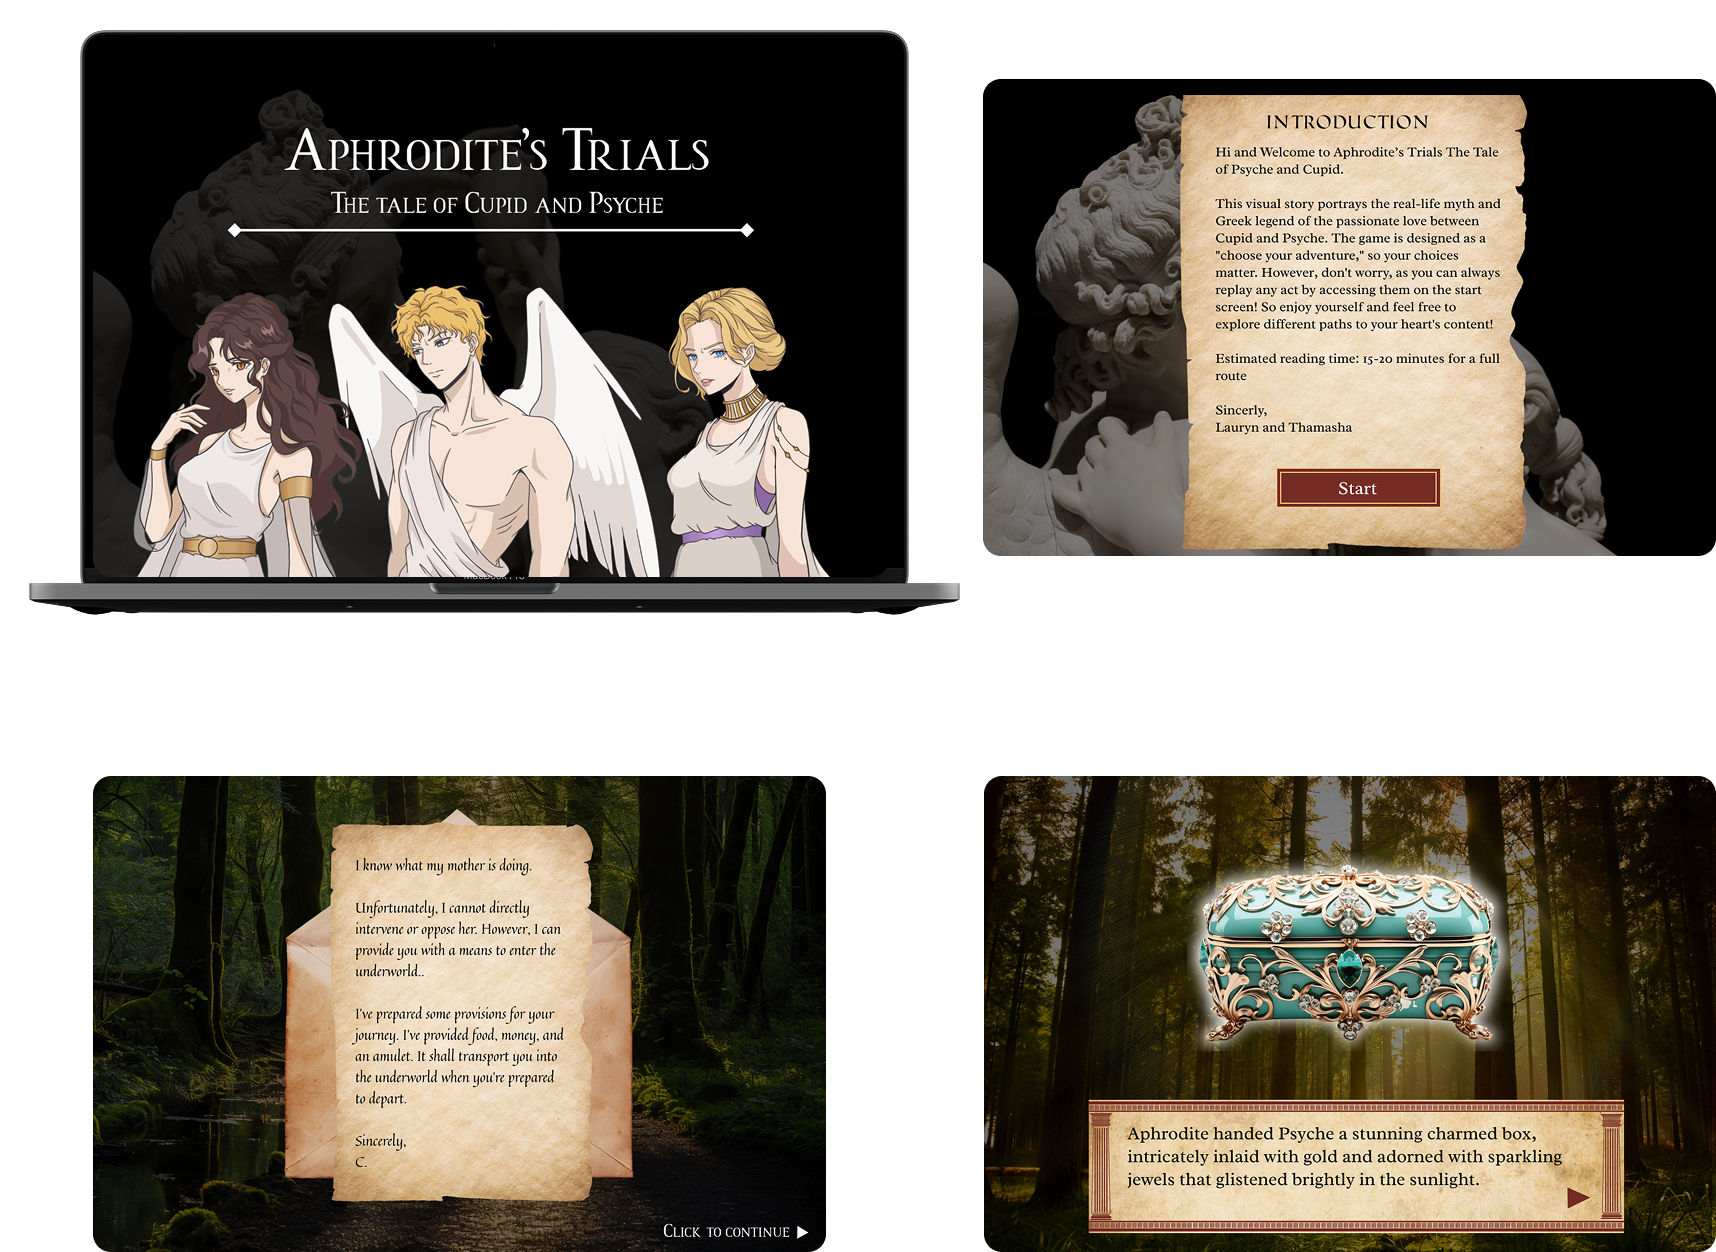 Aphrodite's Trials
The tale of Cupid and Psyche
MacBook Pro
INTRODUCTION
Hi and Welcome to Aphrodite's Trials The Tale
of Psyche and Cupid.
This visual story portrays the real-life myth and
Greek legend of the passionate love between
Cupid and Psyche. The game is designed as a
"choose your adventure," so your choices
matter. However, don't worry, as you can always
replay any act by accessing them on the start
screen! So enjoy yourself and feel free to
explore different paths to your heart's content!
Estimated reading time: 15-20 minutes for a full
route
Sincerly,
Lauryn and Thamasha
Start
I know what my mother is doing.
Unfortunately, I cannot directly
intervene or oppose her. However, I can
provide you with a means to enter the
underworld..
I've prepared some provisions for your
journey. I've provided food, money, and
an amulet. It shall transport you into
the underworld when you're prepared
to depart.
Sincerely,
C.
Click to continue
Aphrodite handed Psyche a stunning charmed box,
intricately inlaid with gold and adorned with sparkling
jewels that glistened brightly in the sunlight.